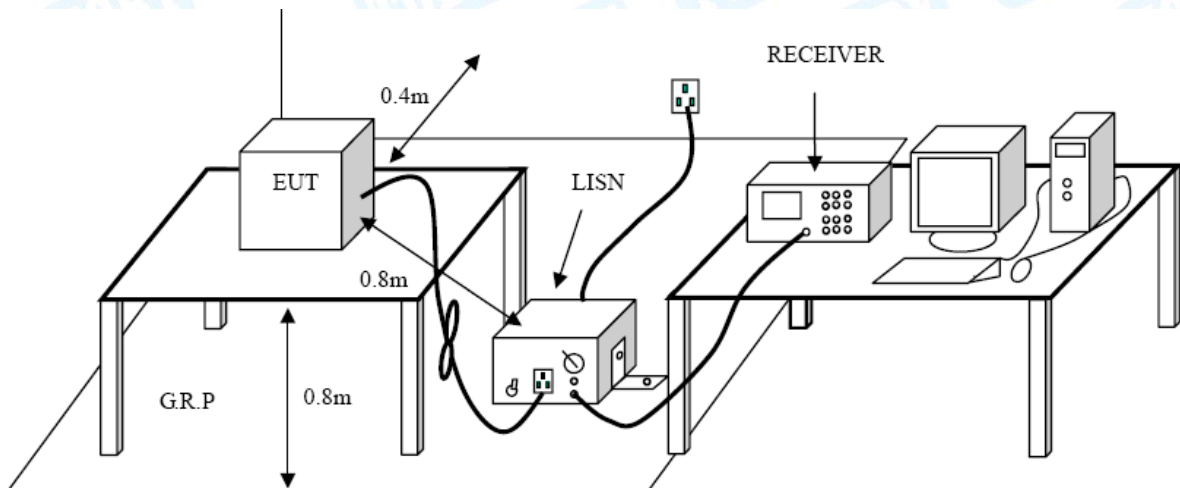 RECEIVER
0.4m
EUT
LISN
0.8m
G.R.P
0.8m